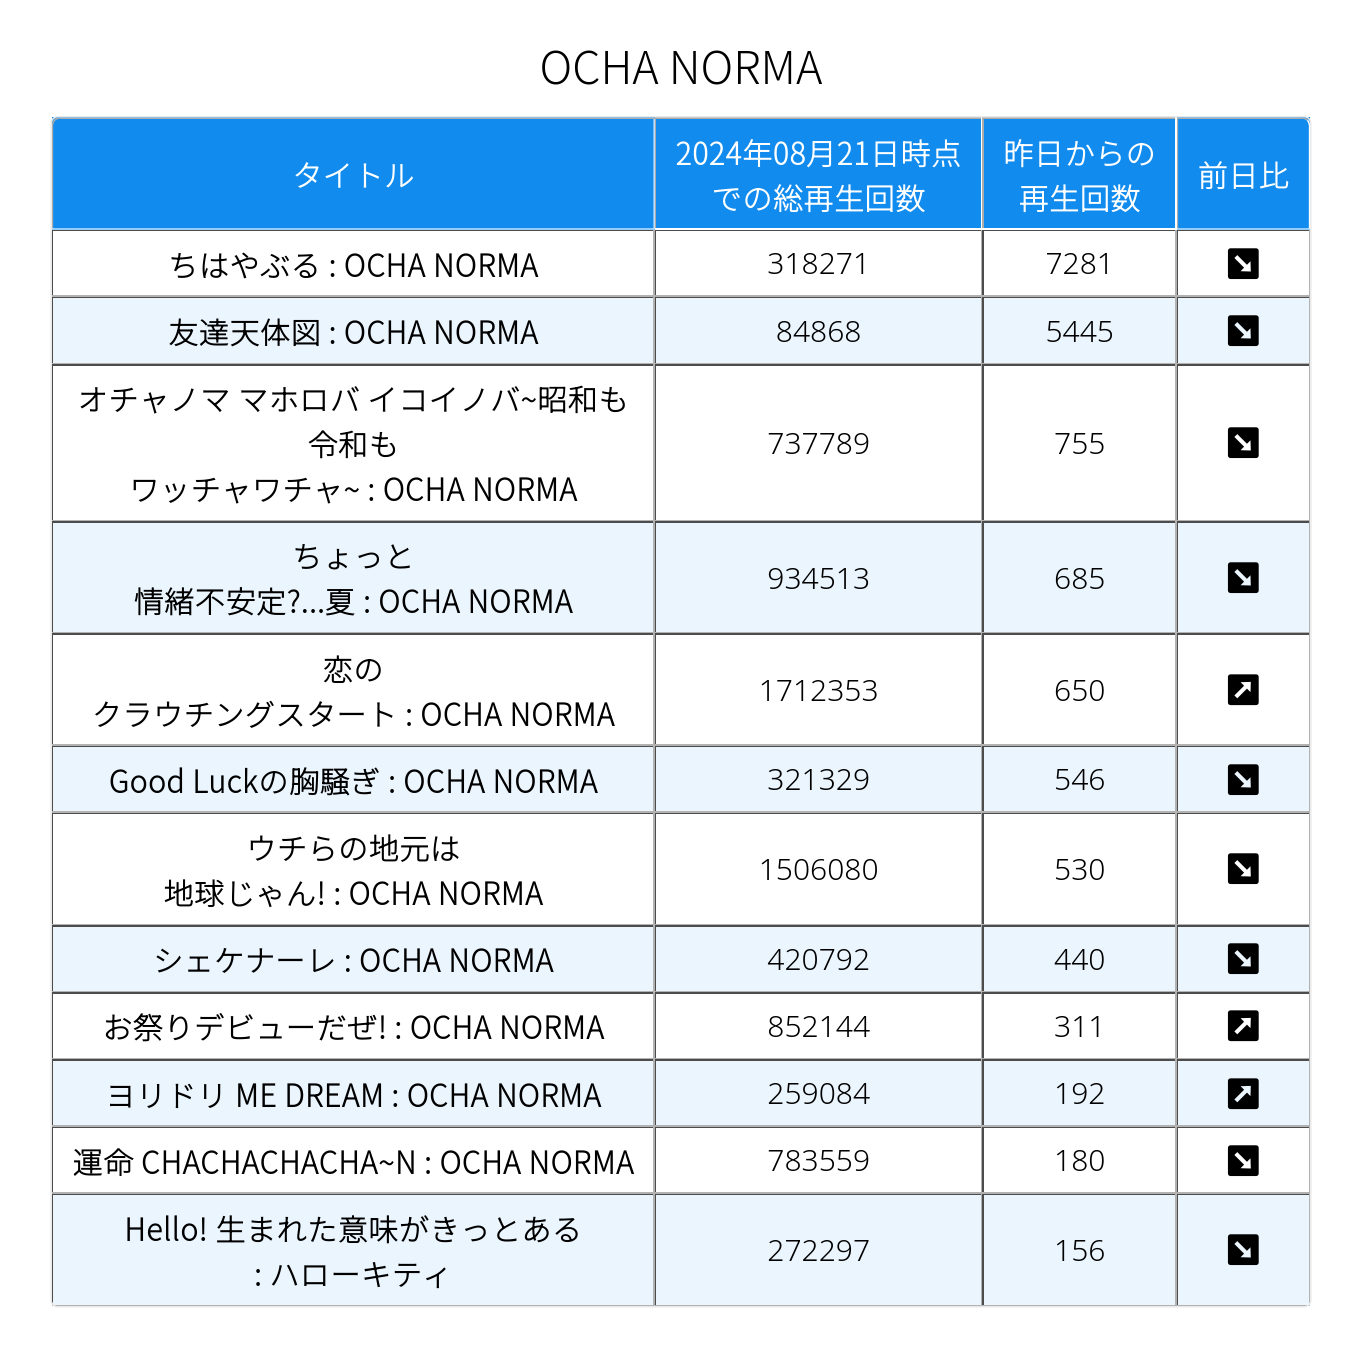 OCHA NORMA
タイトル
2024年08月21日時点
での総再生回数
昨日からの
再生回数
前日比
ちはやぶる : OCHA NORMA
318271
7281
友達天体図 : OCHA NORMA
84868
5445
オチャノマ マホロバ イコイノバ~昭和も
令和も
ワッチャワチャ~ : OCHA NORMA
737789
755
ちょっと
情緒不安定?...夏 : OCHA NORMA
934513
685
恋の
クラウチングスタート : OCHA NORMA
1712353
650
Good Luckの胸騒ぎ : OCHA NORMA
321329
546
ウチらの地元は
地球じゃん! : OCHA NORMA
1506080
530
シェケナーレ : OCHA NORMA
420792
440
お祭りデビューだぜ! : OCHA NORMA
852144
311
ヨリドリ ME DREAM : OCHA NORMA
259084
192
運命 CHACHACHACHA~N : OCHA NORMA
783559
180
Hello! 生まれた意味がきっとある
: ハローキティ
272297
156